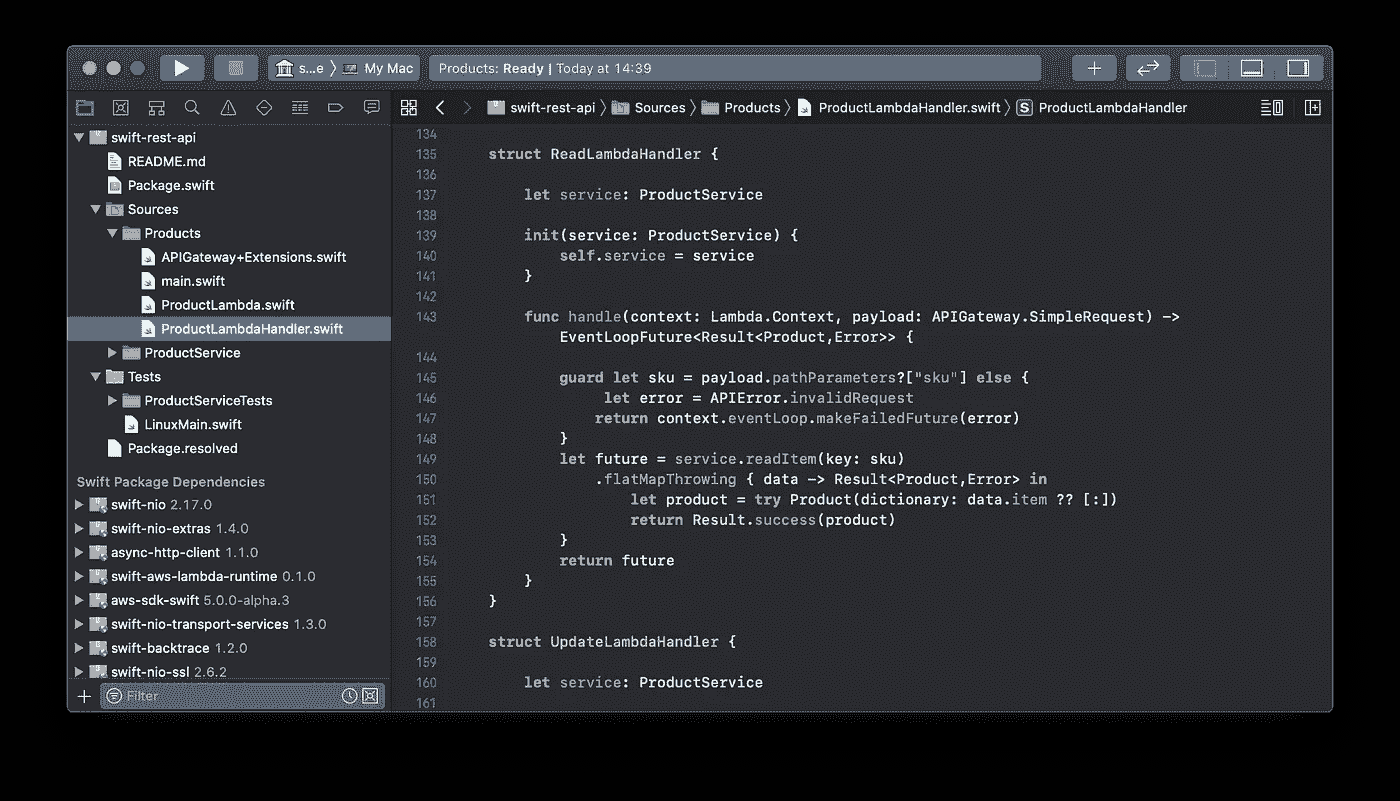 s...e
My Mac
Products: Ready | Today at 14:39
swift-rest-api
Sources
Products
ProductLambdaHandler.swift
S
ProductLambdaHandler
swift-rest-api
README.md
Package.swift
Sources
Products
APIGateway+Extensions.swift
main.swift
ProductLambda.swift
ProductLambdaHandler.swift
ProductService
Tests
ProductServiceTests
LinuxMain.swift
Package.resolved
Swift Package Dependencies
swift-nio 2.17.0
swift-nio-extras 1.4.0
async-http-client 1.1.0
swift-aws-lambda-runtime 0.1.0
aws-sdk-swift 5.0.0-alpha.3
swift-nio-transport-services 1.3.0
swift-backtrace 1.2.0
swift-nio-ssl 2.6.2
Filter
134
135 struct ReadLambdaHandler {
136
137 let service: ProductService
138
139 init(service: ProductService) {
140 self.service = service
141 }
142
143 func handle(context: Lambda.Context, payload: APIGateway.SimpleRequest) ->
EventLoopFuture<Result<Product,Error>> {
144
145 guard let sku = payload.pathParameters?["sku"] else {
146 let error = APIError.invalidRequest
147 return context.eventLoop.makeFailedFuture(error)
148 }
149 let future = service.readItem(key: sku)
150 .flatMapThrowing { data -> Result<Product,Error> in
151 let product = try Product(dictionary: data.item ?? [:])
152 return Result.success(product)
153 }
154 return future
155 }
156 }
157
158 struct UpdateLambdaHandler {
159
160 let service: ProductService
161